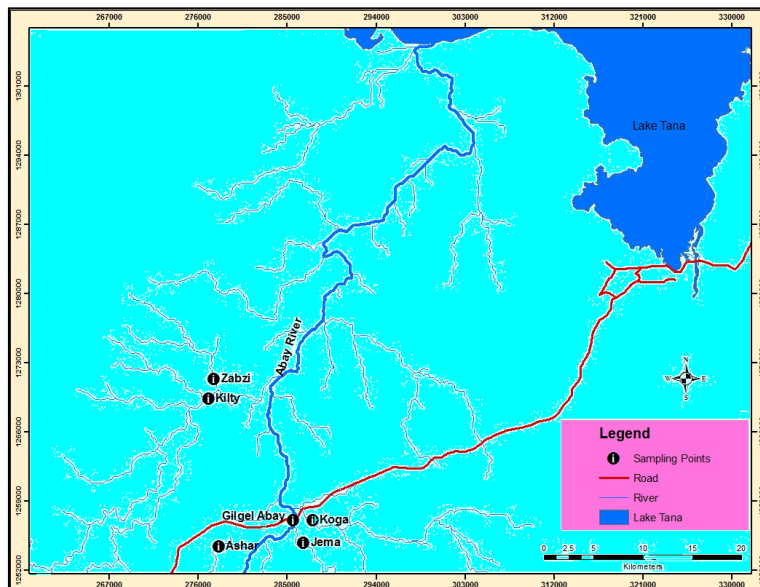 267000 276000 285000 294000 303000 312000 321000 330000
1301000
1294000
1287000
1280000
1273000
1266000
1259000
1252000
Lake Tana
Abay River
Zabzi
Kilty
Gilgel Abay
Koga
Ashar
Jema
N
W E
S
Legend
Sampling Points
Road
River
Lake Tana
0 2.5 5 10 15 20
Kilometers
267000 276000 285000 294000 303000 312000 321000 330000